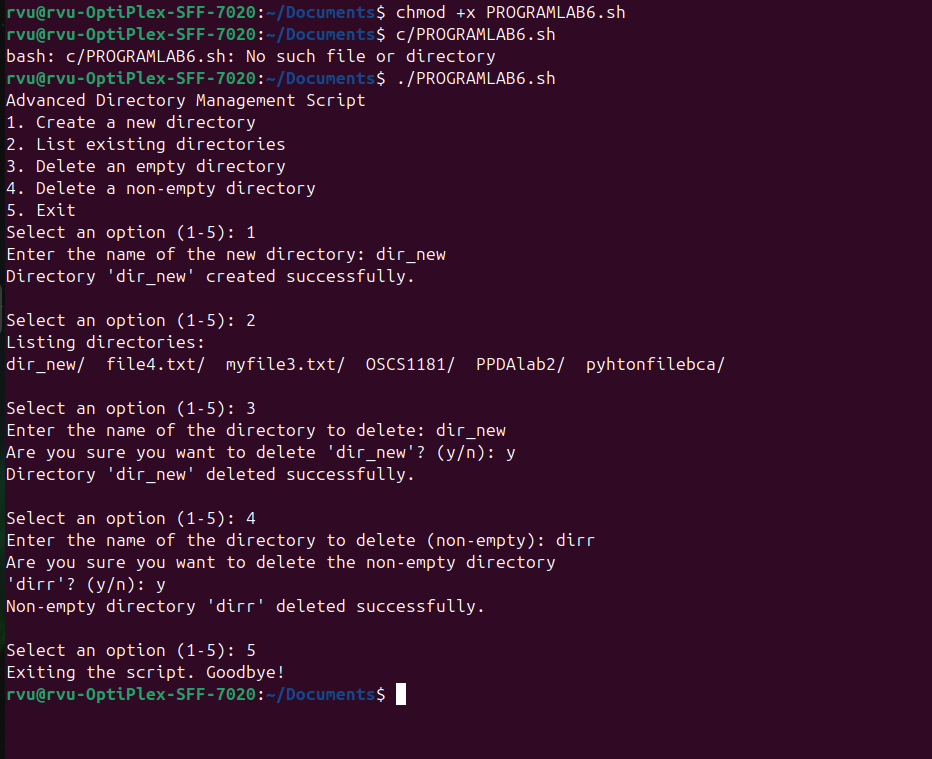 rvu@rvu-OptiPlex-SFF-7020:~/Documents$ chmod +x PROGRAMLAB6.sh
rvu@rvu-OptiPlex-SFF-7020:~/Documents$ c/PROGRAMLAB6.sh
bash: c/PROGRAMLAB6.sh: No such file or directory
rvu@rvu-OptiPlex-SFF-7020:~/Documents$ ./PROGRAMLAB6.sh
Advanced Directory Management Script
1. Create a new directory
2. List existing directories
3. Delete an empty directory
4. Delete a non-empty directory
5. Exit
Select an option (1-5): 1
Enter the name of the new directory: dir_new
Directory 'dir_new' created successfully.

Select an option (1-5): 2
Listing directories:
dir_new/  file4.txt/  myfile3.txt/  OSCS1181/  PPDAlab2/  pyhtonfilebca/

Select an option (1-5): 3
Enter the name of the directory to delete: dir_new
Are you sure you want to delete 'dir_new'? (y/n): y
Directory 'dir_new' deleted successfully.

Select an option (1-5): 4
Enter the name of the directory to delete (non-empty): dirr
Are you sure you want to delete the non-empty directory
'dirr'? (y/n): y
Non-empty directory 'dirr' deleted successfully.

Select an option (1-5): 5
Exiting the script. Goodbye!
rvu@rvu-OptiPlex-SFF-7020:~/Documents$